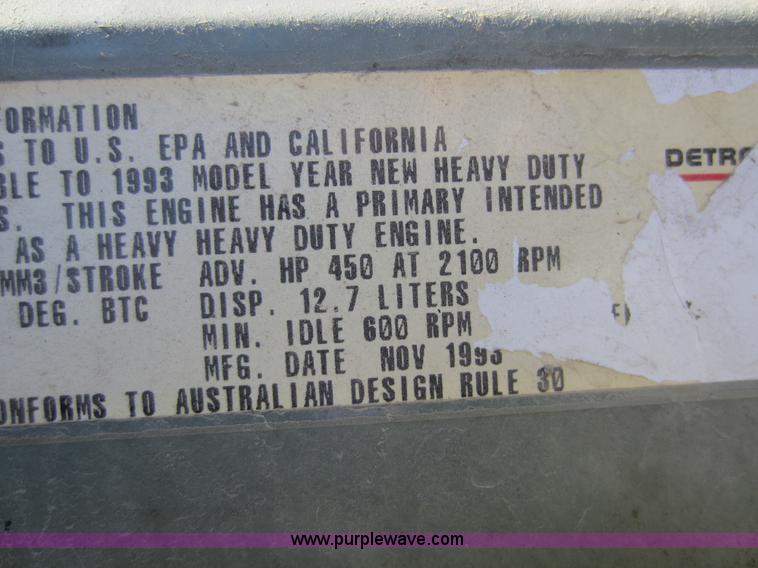 FORMATION
S TO U.S. EPA AND CALIFORNIA
BLE TO 1993 MODEL YEAR NEW HEAVY DUTY
S. THIS ENGINE HAS A PRIMARY INTENDED
AS A HEAVY HEAVY DUTY ENGINE.
MM3/STROKE ADV. HP 450 AT 2100 RPM
DEG. BTC DISP. 12.7 LITERS
MIN. IDLE 600 RPM
MFG. DATE NOV 1993
ONFORMS TO AUSTRALIAN DESIGN RULE 30
DETRO
www.purplewave.com